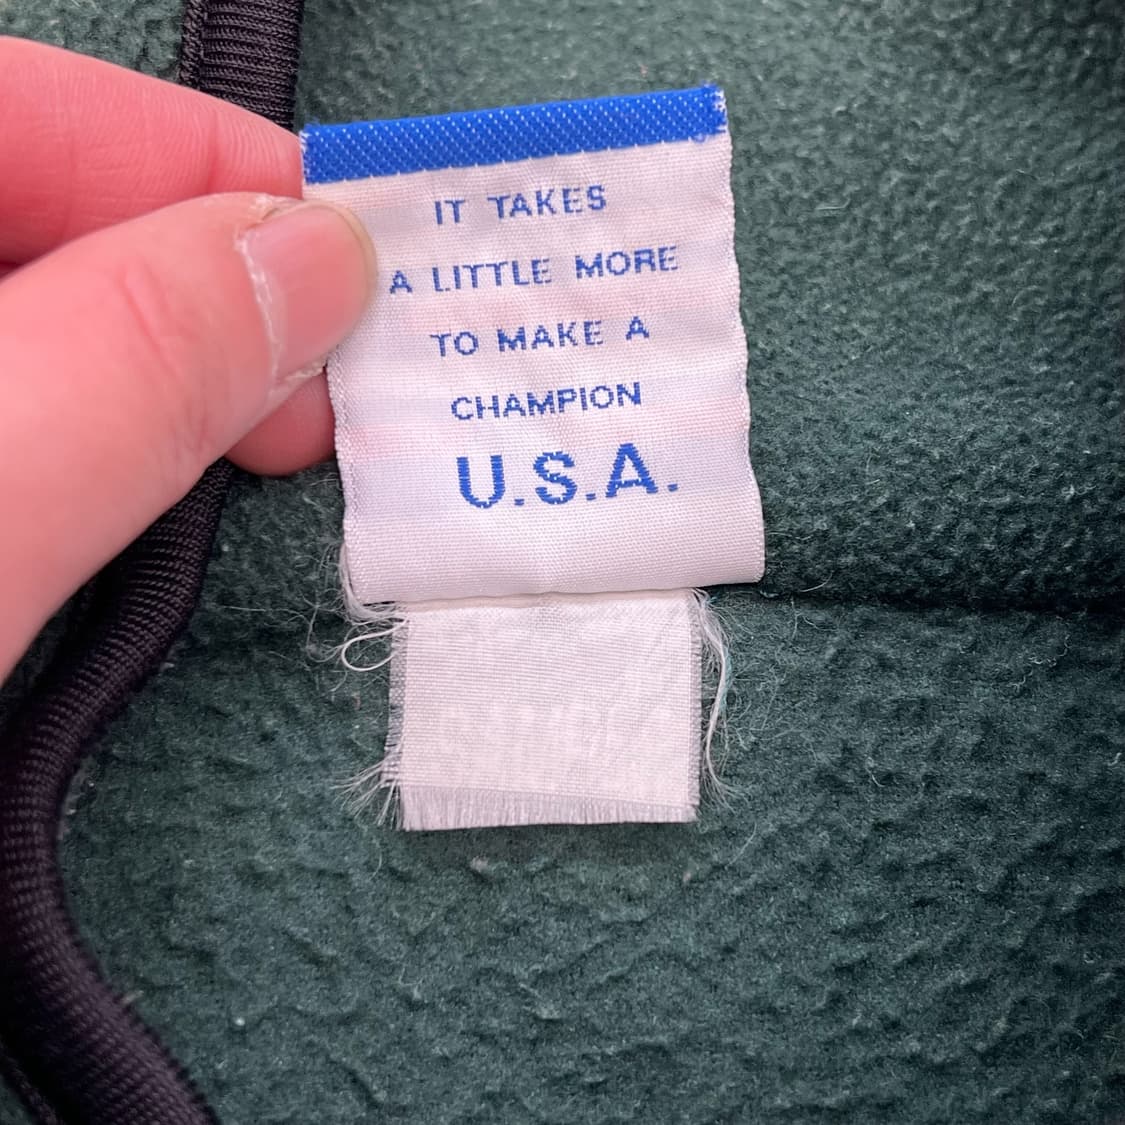 IT TAKES
A LITTLE MORE
TO MAKE A
CHAMPION
U.S.A.